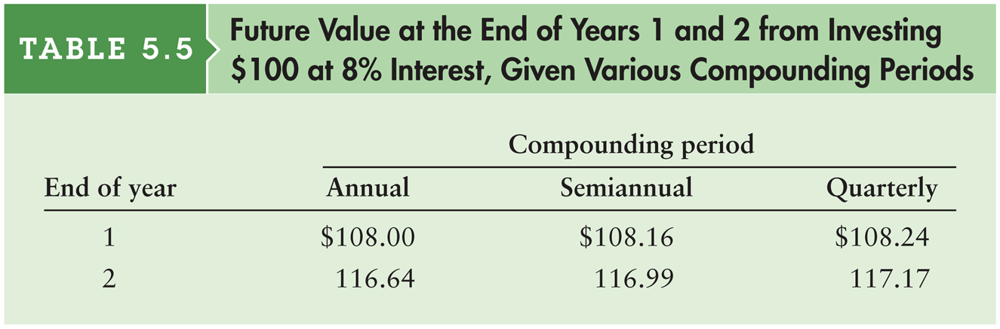 TABLE 5.5
Future Value at the End of Years 1 and 2 from Investing
$100 at 8% Interest, Given Various Compounding Periods
Compounding period
End of year Annual Semiannual Quarterly
1 $108.00 $108.16 $108.24
2 116.64 116.99 117.17